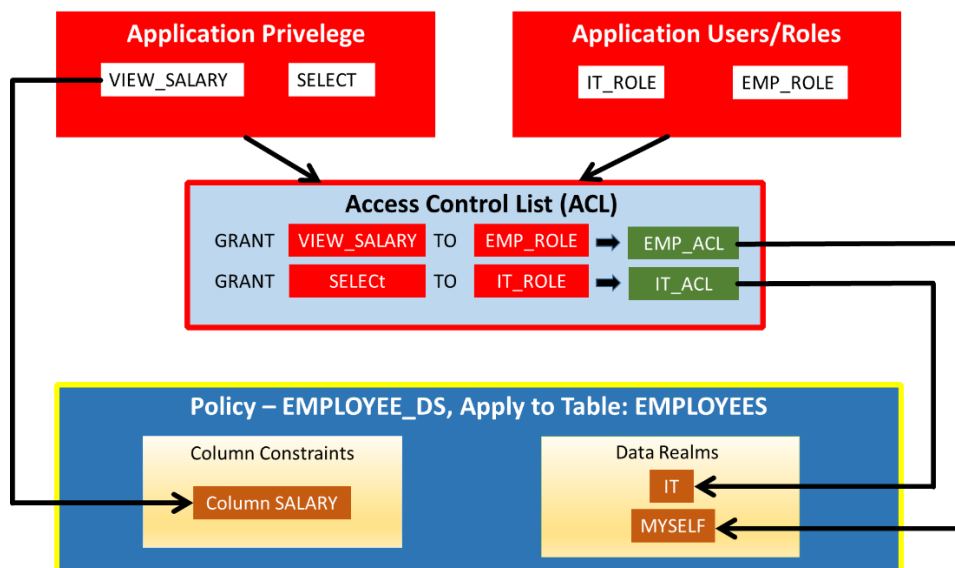 Application Privelege
VIEW_SALARY SELECT
Application Users/Roles
IT_ROLE EMP_ROLE
Access Control List (ACL)
GRANT VIEW_SALARY TO EMP_ROLE EMP_ACL
GRANT SELECt TO IT_ROLE IT_ACL
Policy – EMPLOYEE_DS, Apply to Table: EMPLOYEES
Column Constraints
Column SALARY
Data Realms
IT
MYSELF